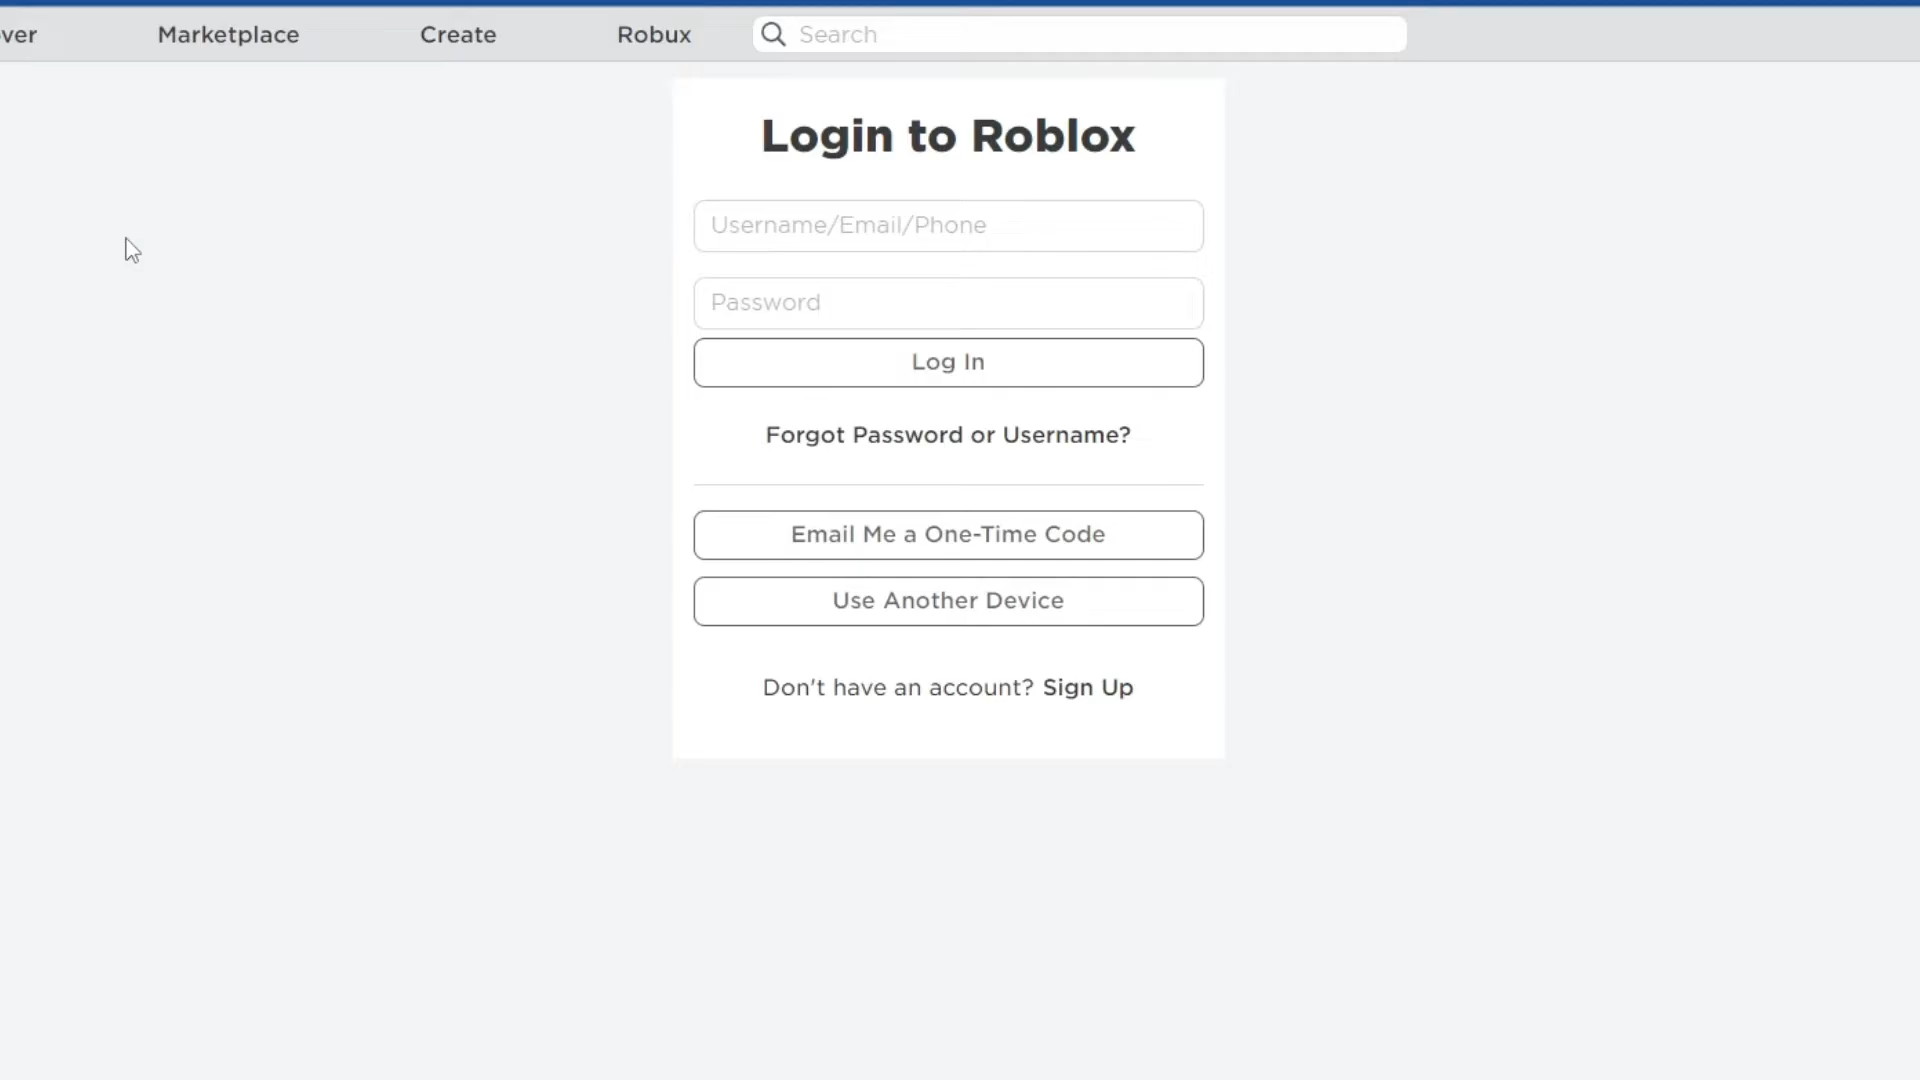 ver Marketplace Create Robux Search
Login to Roblox
Username/Email/Phone
Password
Log In
Forgot Password or Username?
Email Me a One-Time Code
Use Another Device
Don't have an account? Sign Up